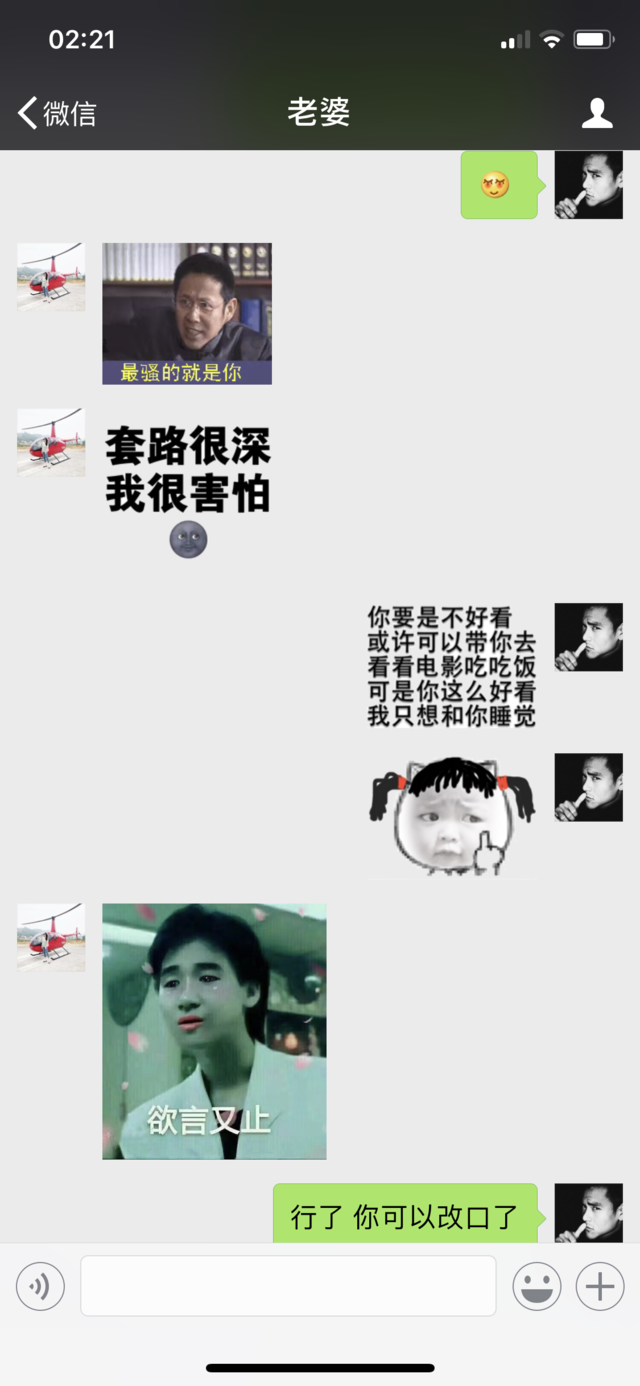 02:21
微信
老婆
最骚的就是你
套路很深
我很害怕
你要是不好看
或许可以带你去
看看电影吃吃饭
可是你这么好看
我只想和你睡觉
欲言又止
行了 你可以改口了